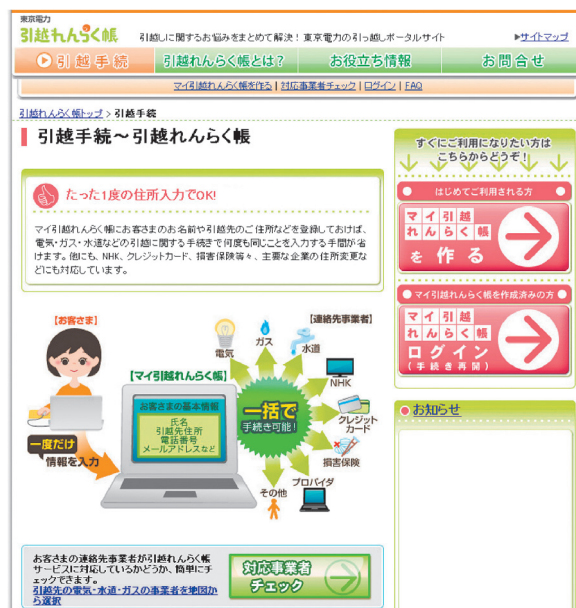 東京電力
引越れんらく帳
引越しに関するお悩みをまとめて解決！東京電力の引っ越しポータルサイト
サイトマップ
引越手続
引越れんらく帳とは？
お役立ち情報
お問合せ
マイ引越れんらく帳を作る | 対応事業者チェック | ログイン | FAQ
引越れんらく帳トップ > 引越手続
引越手続～引越れんらく帳
たった1度の住所入力でOK!
マイ引越れんらく帳にお客さまのお名前や引越先のご住所などを登録しておけば、
電気・ガス・水道などの引越に関する手続きで何度も同じことを入力する手間が省
けます。他にも、NHK、クレジットカード、損害保険等々、主要な企業の住所変更な
どにも対応しています。
【お客さま】
一度だけ
情報を入力
【マイ引越れんらく帳】
お客さまの基本情報
氏名
引越先住所
電話番号
メールアドレスなど
一括で
手続き可能！
【連絡先事業者】
電気
ガス
水道
NHK
クレジット
カード
損害保険
プロバイダ
その他
お客さまの連絡先事業者が引越れんらく帳
サービスに対応しているかどうか、簡単にチ
ェックできます。
引越先の電気・水道・ガスの事業者を地図か
ら選択
対応事業者
チェック
すぐにご利用になりたい方は
こちらからどうぞ！
はじめてご利用される方
マイ引越
れんらく帳
を作る
マイ引越れんらく帳を作成済みの方
マイ引越
れんらく帳
ログイン
(手続き再開)
お知らせ